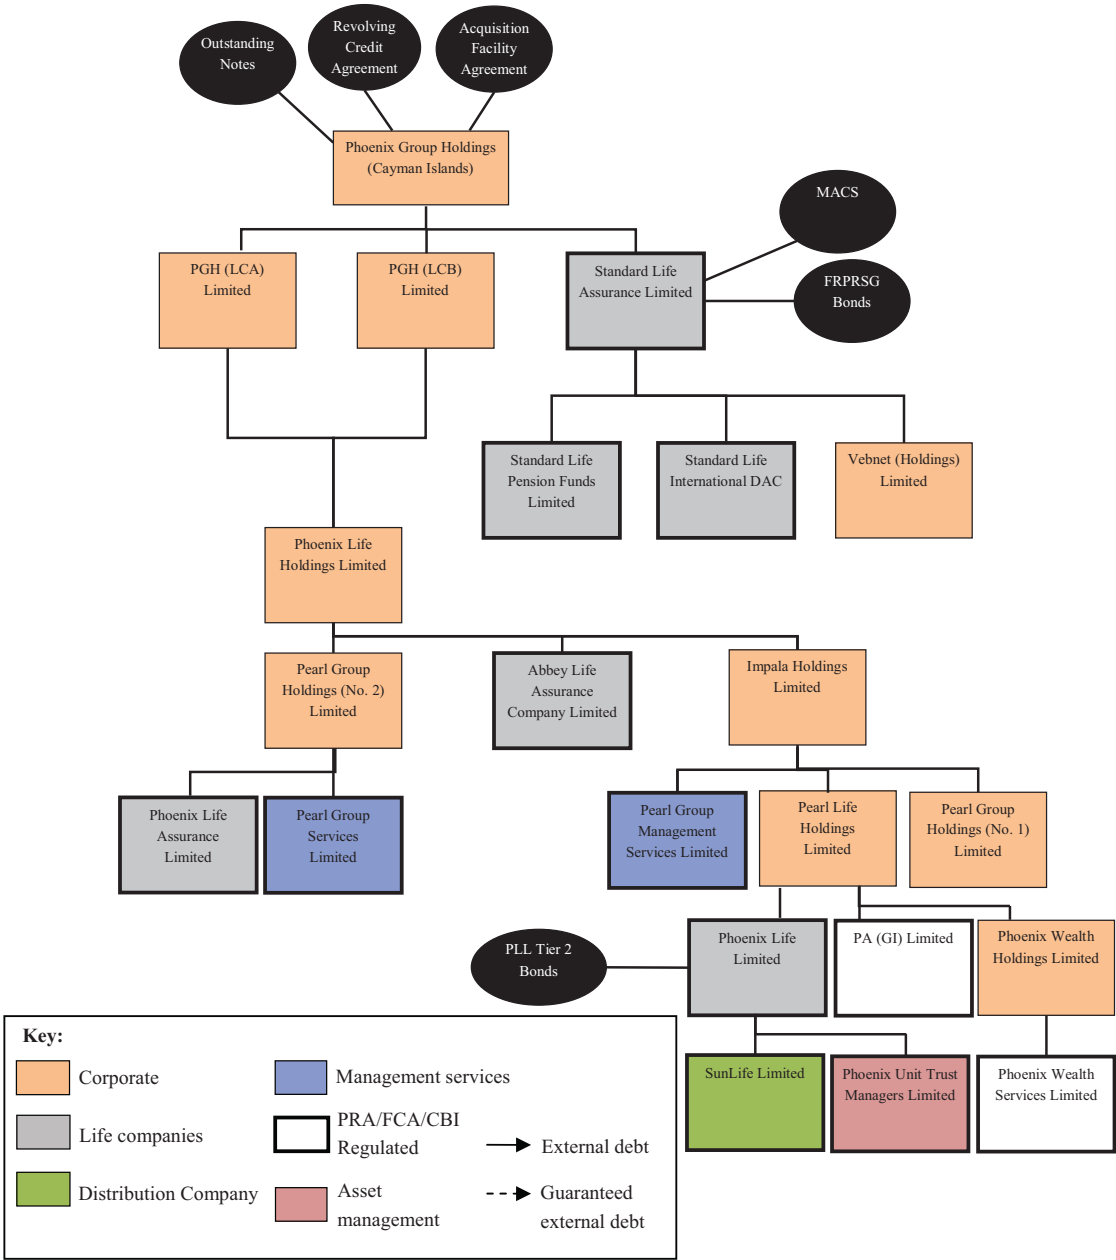 Outstanding
Notes
Revolving
Credit
Agreement
Acquisition
Facility
Agreement
Phoenix Group Holdings
(Cayman Islands)
MACS
FRPRSG
Bonds
PGH (LCA)
Limited
PGH (LCB)
Limited
Standard Life
Assurance Limited
Standard Life
Pension Funds
Limited
Standard Life
International DAC
Vebnet (Holdings)
Limited
Phoenix Life
Holdings Limited
Pearl Group
Holdings (No. 2)
Limited
Abbey Life
Assurance
Company Limited
Impala Holdings
Limited
Phoenix Life
Assurance
Limited
Pearl Group
Services
Limited
Pearl Group
Management
Services Limited
Pearl Life
Holdings
Limited
Pearl Group
Holdings (No. 1)
Limited
PLL Tier 2
Bonds
Phoenix Life
Limited
PA (GI) Limited
Phoenix Wealth
Holdings Limited
SunLife Limited
Phoenix Unit Trust
Managers Limited
Phoenix Wealth
Services Limited
Key:
Corporate
Management services
Life companies
PRA/FCA/CBI
Regulated
External debt
Distribution Company
Asset
management
Guaranteed
external debt